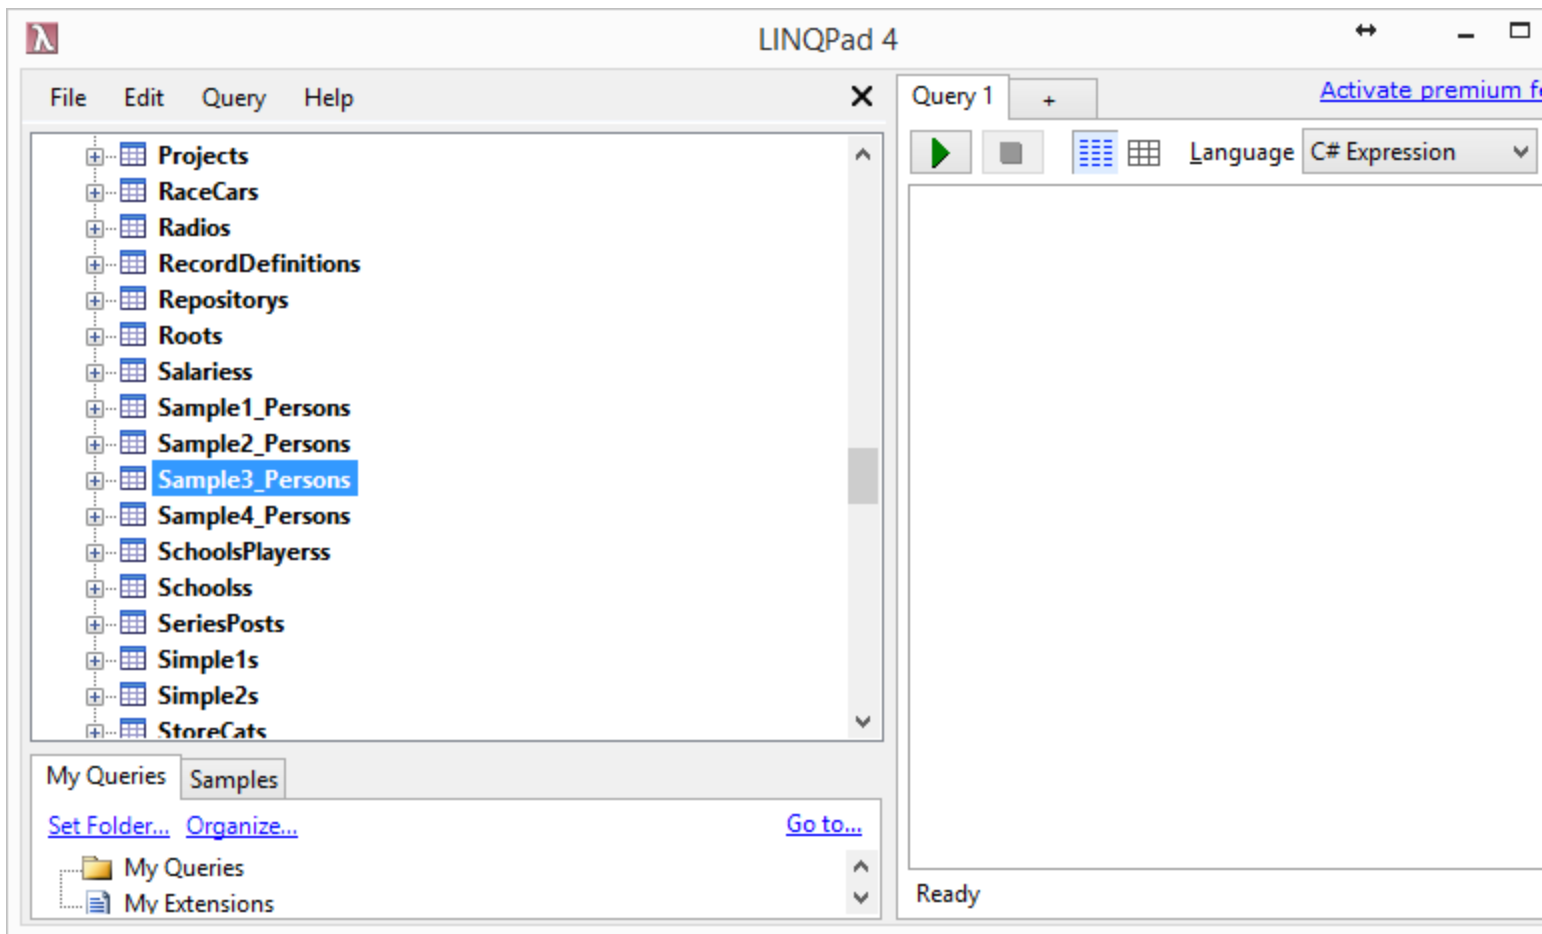 LINQPad 4
File Edit Query Help
Projects
RaceCars
Radios
RecordDefinitions
Repositorys
Roots
Salariess
Sample1_Persons
Sample2_Persons
Sample3_Persons
Sample4_Persons
SchoolsPlayerss
Schoolss
SeriesPosts
Simple1s
Simple2s
StoreCats
My Queries Samples
Set Folder... Organize... Go to...
My Queries
My Extensions
Query 1 +
Activate premium
Language C# Expression
Ready